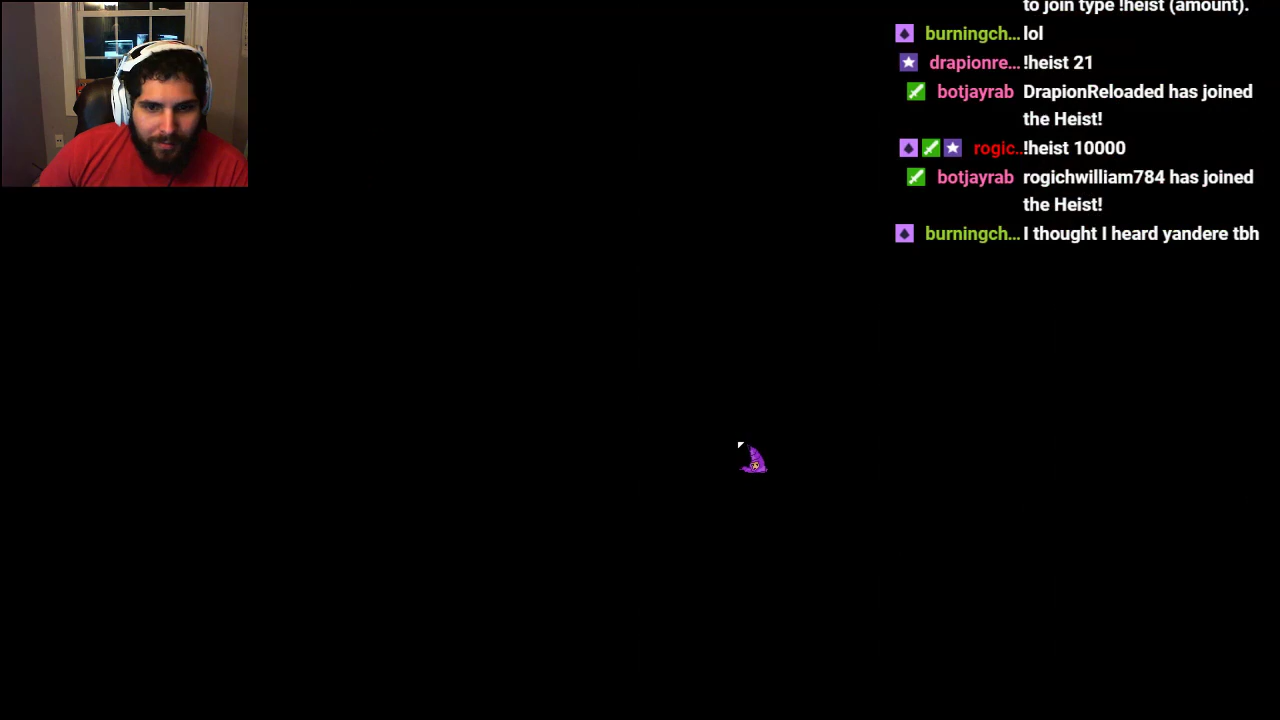 to join type !heist (amount).
burningch... lol
drapionre... !heist 21
botjayrab DrapionReloaded has joined
the Heist!
rogic.. !heist 10000
botjayrab rogichwilliam784 has joined
the Heist!
burningch... I thought I heard yandere tbh